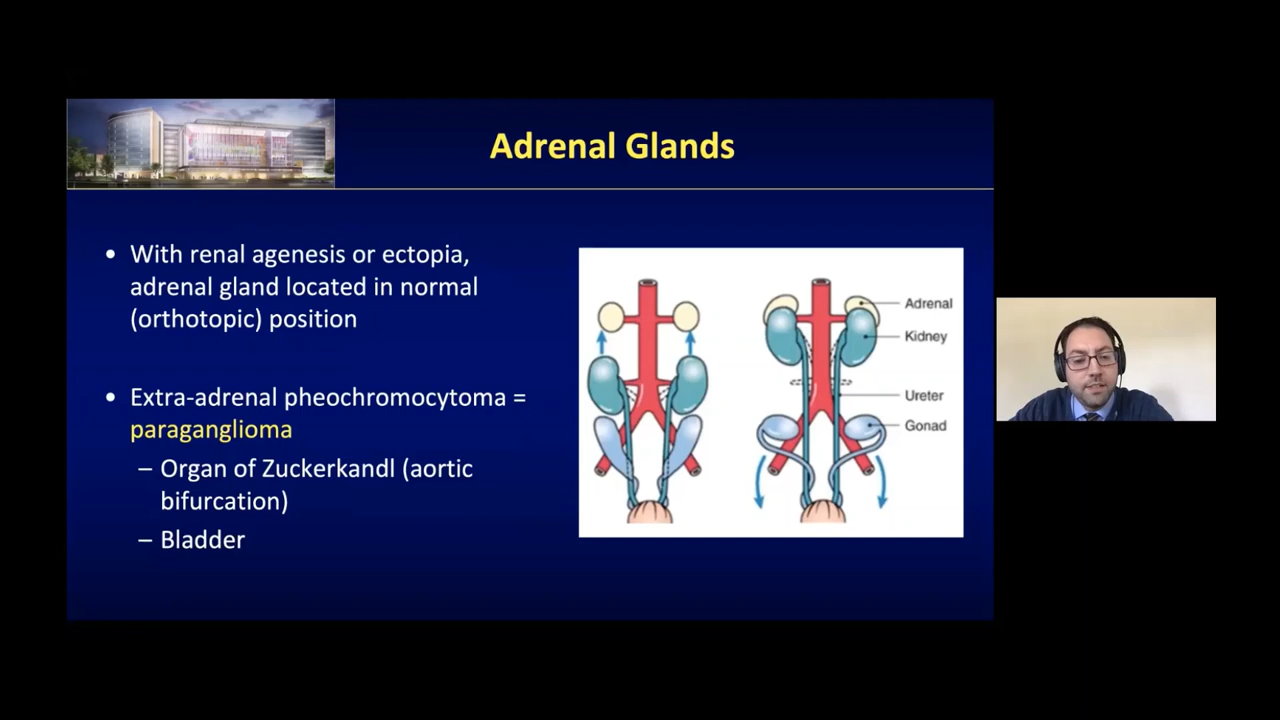 Adrenal Glands
• With renal agenesis or ectopia,
adrenal gland located in normal
(orthotopic) position
• Extra-adrenal pheochromocytoma =
paraganglioma
– Organ of Zuckerkandl (aortic
bifurcation)
– Bladder
Adrenal
Kidney
Ureter
Gonad